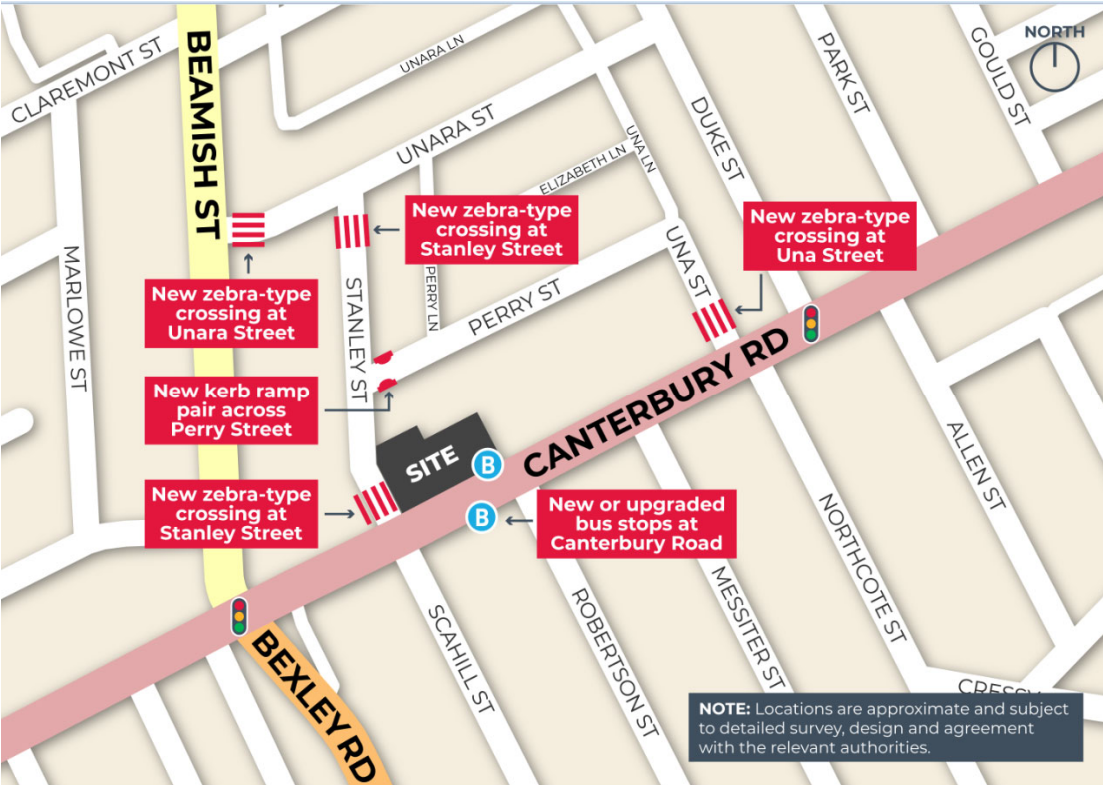 NORTH
CLAREMONT ST
BEAMISH ST
UNARA LN
UNARA ST
DUKE ST
PARK ST
GOULD ST
UNA LN
ELIZABETH LN
New zebra-type
crossing at
Stanley Street
New zebra-type
crossing at
Una Street
MARLOWE ST
New zebra-type
crossing at
Unara Street
STANLEY ST
PERRY LN
PERRY ST
UNA ST
New kerb ramp
pair across
Perry Street
SITE
B
CANTERBURY RD
ALLEN ST
New zebra-type
crossing at
Stanley Street
B
New or upgraded
bus stops at
Canterbury Road
NORTHCOTE ST
MESSITER ST
ROBERTSON ST
SCAHILL ST
BEXLEY RD
CRESSY
NOTE: Locations are approximate and subject
to detailed survey, design and agreement
with the relevant authorities.